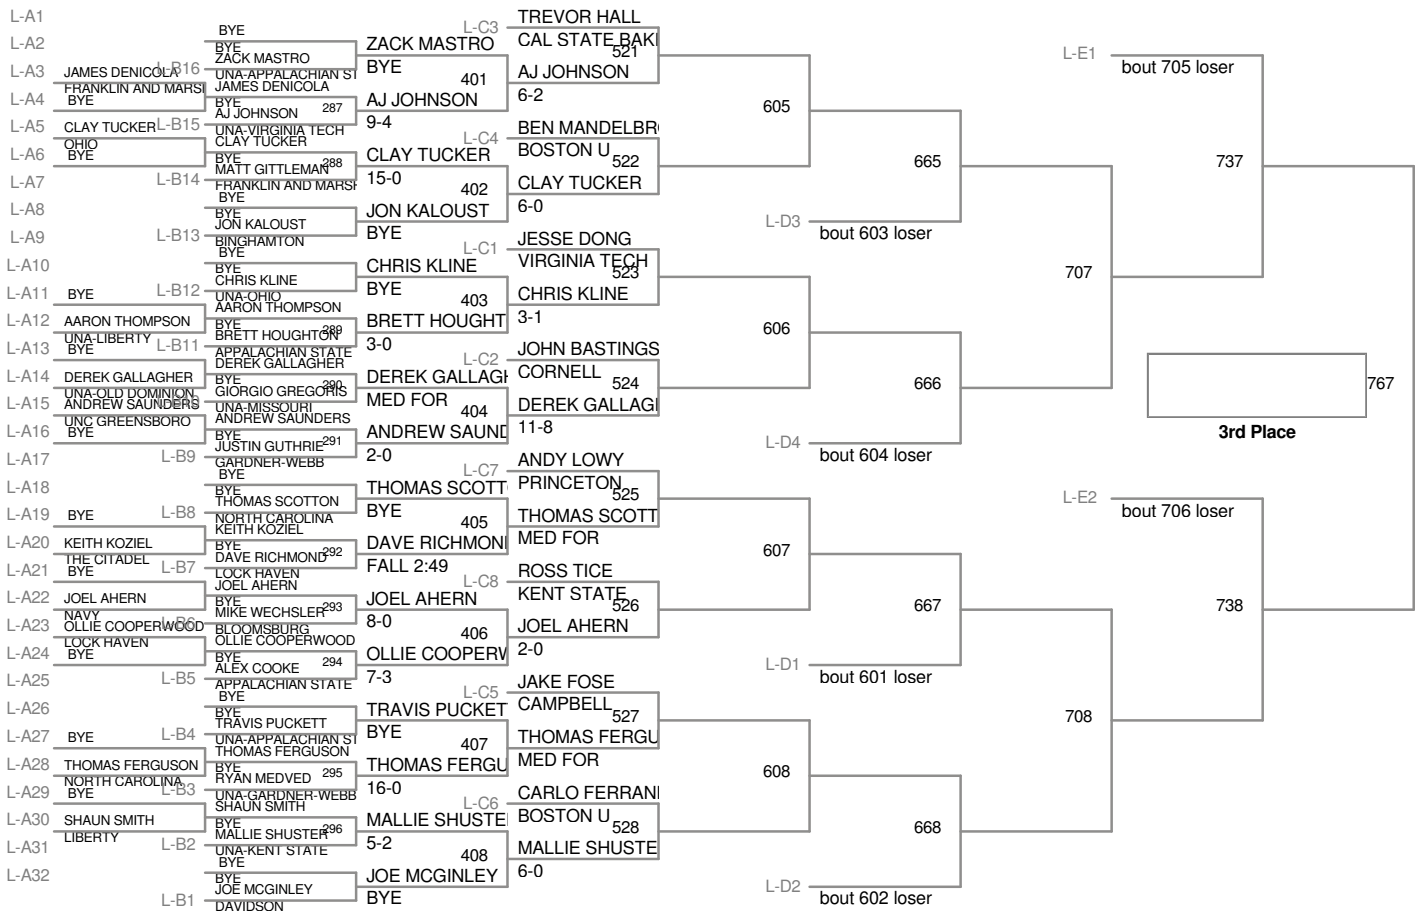 L-A1
L-A2
L-A3
L-A4
L-A5
L-A6
L-A7
L-A8
L-A9
L-A10
L-A11
L-A12
L-A13
L-A14
L-A15
L-A16
L-A17
L-A18
L-A19
L-A20
L-A21
L-A22
L-A23
L-A24
L-A25
L-A26
L-A27
L-A28
L-A29
L-A30
L-A31
L-A32
JAMES DENICOLA
FRANKLIN AND MARSH
BYE
CLAY TUCKER
OHIO
BYE
BYE
AARON THOMPSON
UNA-LIBERTY
BYE
DEREK GALLAGHER
UNA-OLD DOMINION
ANDREW SAUNDERS
UNC GREENSBORO
BYE
BYE
KEITH KOZIEL
THE CITADEL
BYE
JOEL AHERN
NAVY
OLLIE COOPERWOOD
LOCK HAVEN
BYE
BYE
THOMAS FERGUSON
NORTH CAROLINA
BYE
SHAUN SMITH
LIBERTY
BYE
BYE
ZACK MASTRO
L-B16
UNA-APPALACHIAN ST
JAMES DENICOLA
BYE
287
AJ JOHNSON
L-B15
UNA-VIRGINIA TECH
CLAY TUCKER
BYE
288
MATT GITTLEMAN
L-B14
FRANKLIN AND MARSH
BYE
BYE
JON KALOUST
L-B13
BINGHAMTON
BYE
BYE
CHRIS KLINE
L-B12
UNA-OHIO
AARON THOMPSON
BYE
289
BRETT HOUGHTON
L-B11
APPALACHIAN STATE
DEREK GALLAGHER
BYE
290
GIORGIO GREGORIS
UNA-MISSOURI
ANDREW SAUNDERS
BYE
291
JUSTIN GUTHRIE
L-B9
GARDNER-WEBB
BYE
BYE
THOMAS SCOTTON
L-B8
NORTH CAROLINA
KEITH KOZIEL
BYE
292
DAVE RICHMOND
L-B7
LOCK HAVEN
JOEL AHERN
BYE
293
MIKE WECHSLER
L-B6
BLOOMSBURG
OLLIE COOPERWOOD
BYE
294
ALEX COOKE
L-B5
APPALACHIAN STATE
BYE
BYE
TRAVIS PUCKETT
L-B4
UNA-APPALACHIAN ST
THOMAS FERGUSON
BYE
295
RYAN MEDVED
L-B3
UNA-GARDNER-WEBB
SHAUN SMITH
BYE
296
MALLIE SHUSTER
L-B2
UNA-KENT STATE
BYE
BYE
JOE MCGINLEY
L-B1
DAVIDSON
ZACK MASTRO
BYE
401
AJ JOHNSON
9-4
CLAY TUCKER
15-0
402
JON KALOUST
BYE
CHRIS KLINE
BYE
403
BRETT HOUGHT
3-0
DEREK GALLAGH
MED FOR
404
ANDREW SAUND
2-0
THOMAS SCOTT
BYE
405
DAVE RICHMOND
FALL 2:49
JOEL AHERN
8-0
406
OLLIE COOPERW
7-3
TRAVIS PUCKET
BYE
407
THOMAS FERGU
16-0
MALLIE SHUSTE
5-2
408
JOE MCGINLEY
BYE
L-C3
TREVOR HALL
CAL STATE BAKE
521
AJ JOHNSON
6-2
L-C4
BEN MANDELBRO
BOSTON U
522
CLAY TUCKER
6-0
L-C1
JESSE DONG
VIRGINIA TECH
523
CHRIS KLINE
3-1
L-C2
JOHN BASTINGS
CORNELL
524
DEREK GALLAGH
11-8
L-C7
ANDY LOWY
PRINCETON
525
THOMAS SCOTT
MED FOR
L-C8
ROSS TICE
KENT STATE
526
JOEL AHERN
2-0
L-C5
JAKE FOSE
CAMPBELL
527
THOMAS FERGU
MED FOR
L-C6
CARLO FERRAN
BOSTON U
528
MALLIE SHUSTE
6-0
605
606
607
608
L-D3
bout 603 loser
L-D4
bout 604 loser
L-D1
bout 601 loser
L-D2
bout 602 loser
665
666
667
668
707
708
L-E1
bout 705 loser
L-E2
bout 706 loser
737
738
767
3rd Place